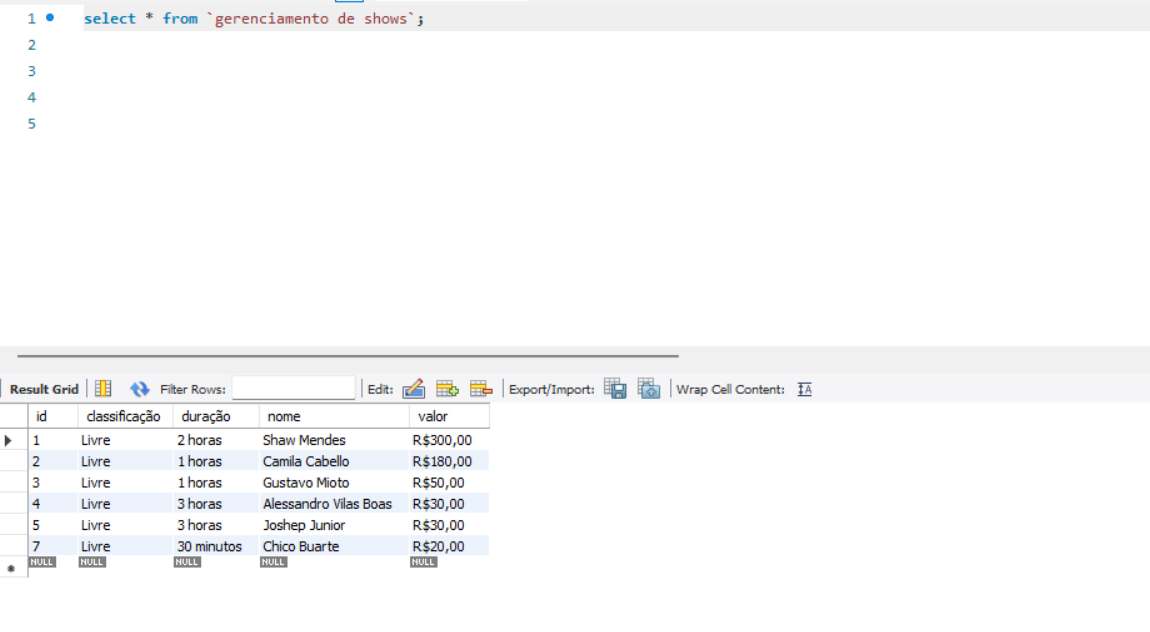 1 select * from `gerenciamento de shows`;
2
3
4
5
Result Grid Filter Rows: Edit: Export/Import: Wrap Cell Content: IA
id classificação duração nome valor
1 Livre 2 horas Shaw Mendes R$300,00
2 Livre 1 horas Camila Cabello R$180,00
3 Livre 1 horas Gustavo Mioto R$50,00
4 Livre 3 horas Alessandro Vilas Boas R$30,00
5 Livre 3 horas Joshep Junior R$30,00
7 Livre 30 minutos Chico Buarte R$20,00
NULL NULL NULL NULL NULL